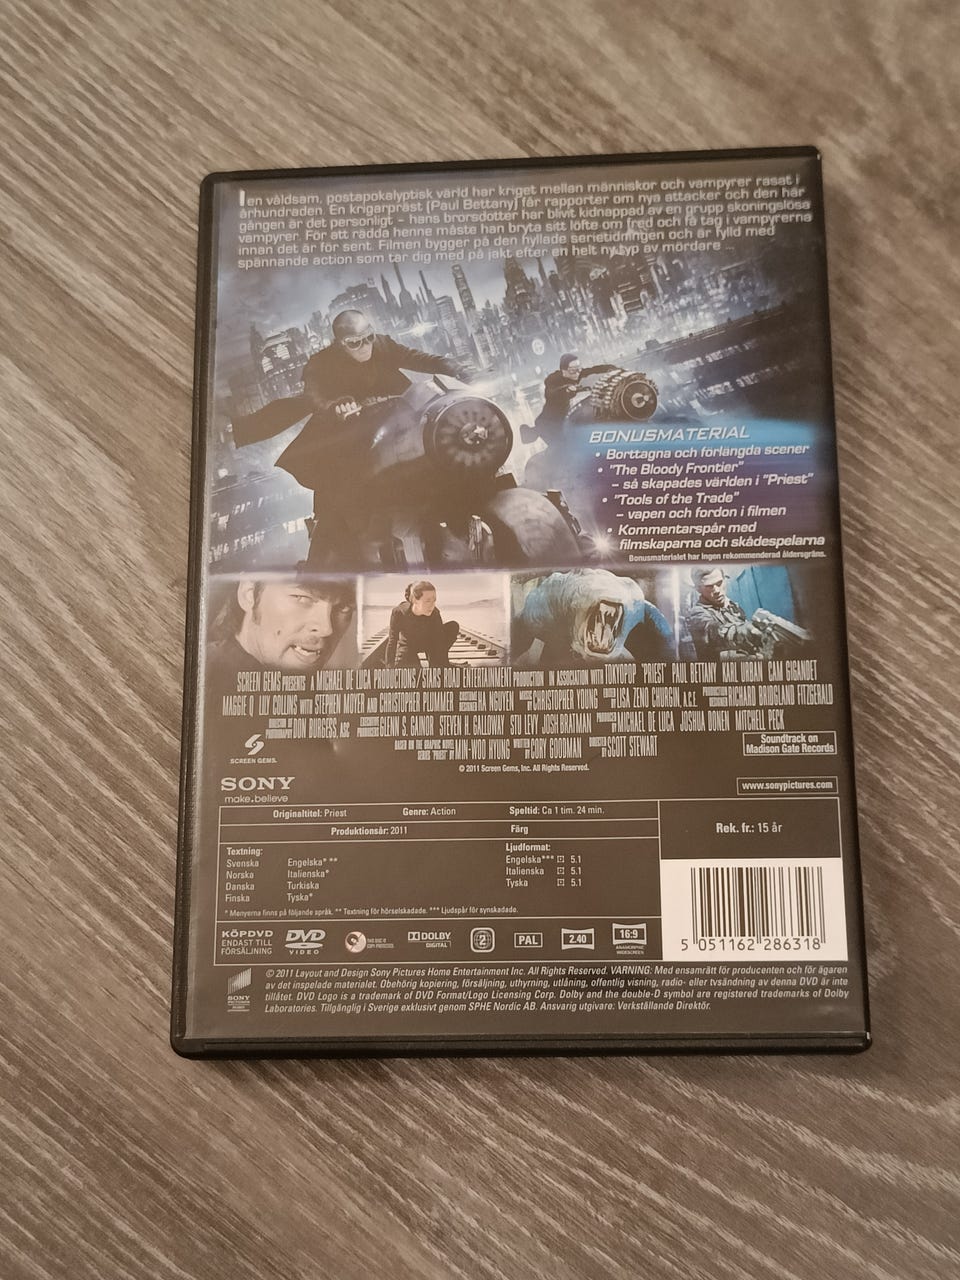 I en våldsam, postapokalyptisk värld har kriget mellan människor och vampyrer rasat i
århundraden. En krigarpräst (Paul Bettany) får rapporter om nya attacker och den här
gången är det personligt – hans brorsdotter har blivit kidnappad av en grupp skoningslösa
vampyrer. För att rädda henne måste han bryta sitt löfte om fred och få tag i vampyrerna
innan det är för sent. Filmen bygger på den hyllade serietidningen och är fylld med
spännande action som tar dig med på jakt efter en helt ny typ av mördare ...
BONUSMATERIAL
• Borttagna och förlängda scener
• "The Bloody Frontier"
– så skapades världen i "Priest"
• "Tools of the Trade"
– vapen och fordon i filmen
• Kommentarspår med
filmskaparna och skådespelarna
Bonusmaterialet har ingen rekommenderad åldersgräns.
SCREEN GEMS PRESENTS A MICHAEL DE LUCA PRODUCTIONS/STARS ROAD ENTERTAINMENT PRODUCTION IN ASSOCIATION WITH TOKYOPOP "PRIEST" PAUL BETTANY KARL URBAN CAM GIGANDET
MAGGIE Q LILY COLLINS WITH STEPHEN MOYER AND CHRISTOPHER PLUMMER HA NGUYEN MUSIC BY CHRISTOPHER YOUNG EDITED BY LISA ZENO CHURGIN, A.C.E. RICHARD BRIDGLAND FITZGERALD
DON BURGESS, ASC GLENN S. GAINOR STEVEN H. GALLOWAY STU LEVY JOSH BRATMAN PRODUCED BY MICHAEL DE LUCA JOSHUA DONEN MITCHELL PECK
BASED ON THE GRAPHIC NOVEL SERIES "PRIEST" BY MIN-WOO HYUNG WRITTEN BY CORY GOODMAN DIRECTED BY SCOTT STEWART
SCREEN GEMS
Soundtrack on
Madison Gate Records
© 2011 Screen Gems, Inc. All Rights Reserved.
SONY
make.believe
www.sonypictures.com
Originaltitel: Priest Genre: Action Speltid: Ca 1 tim. 24 min.
Produktionsår: 2011 Färg
Rek. fr.: 15 år
Textning: Ljudformat:
Svenska Engelska* ** Engelska*** 5.1
Norska Italienska* Italienska 5.1
Danska Turkiska Tyska 5.1
Finska Tyska*
* Menyerna finns på följande språk. ** Textning för hörselskadade. *** Ljudspår för synskadade.
KÖPDVD
ENDAST TILL
FÖRSÄLJNING
DVD
VIDEO
THIS DISC IS
COPY PROTECTED
DOLBY
DIGITAL
2
PAL
2.40
16:9
ANAMORPHIC
WIDESCREEN
5 051162 286318
SONY
PICTURES
© 2011 Layout and Design Sony Pictures Home Entertainment Inc. All Rights Reserved. VARNING: Med ensamrätt för producenten och för ägaren
av det inspelade materialet. Obehörig kopiering, försäljning, uthyrning, utlåning, offentlig visning, radio- eller tvsändning av denna DVD är inte
tillåtet. DVD Logo is a trademark of DVD Format/Logo Licensing Corp. Dolby and the double-D symbol are registered trademarks of Dolby
Laboratories. Tillgänglig i Sverige exklusivt genom SPHE Nordic AB. Ansvarig utgivare: Verkställande Direktör.